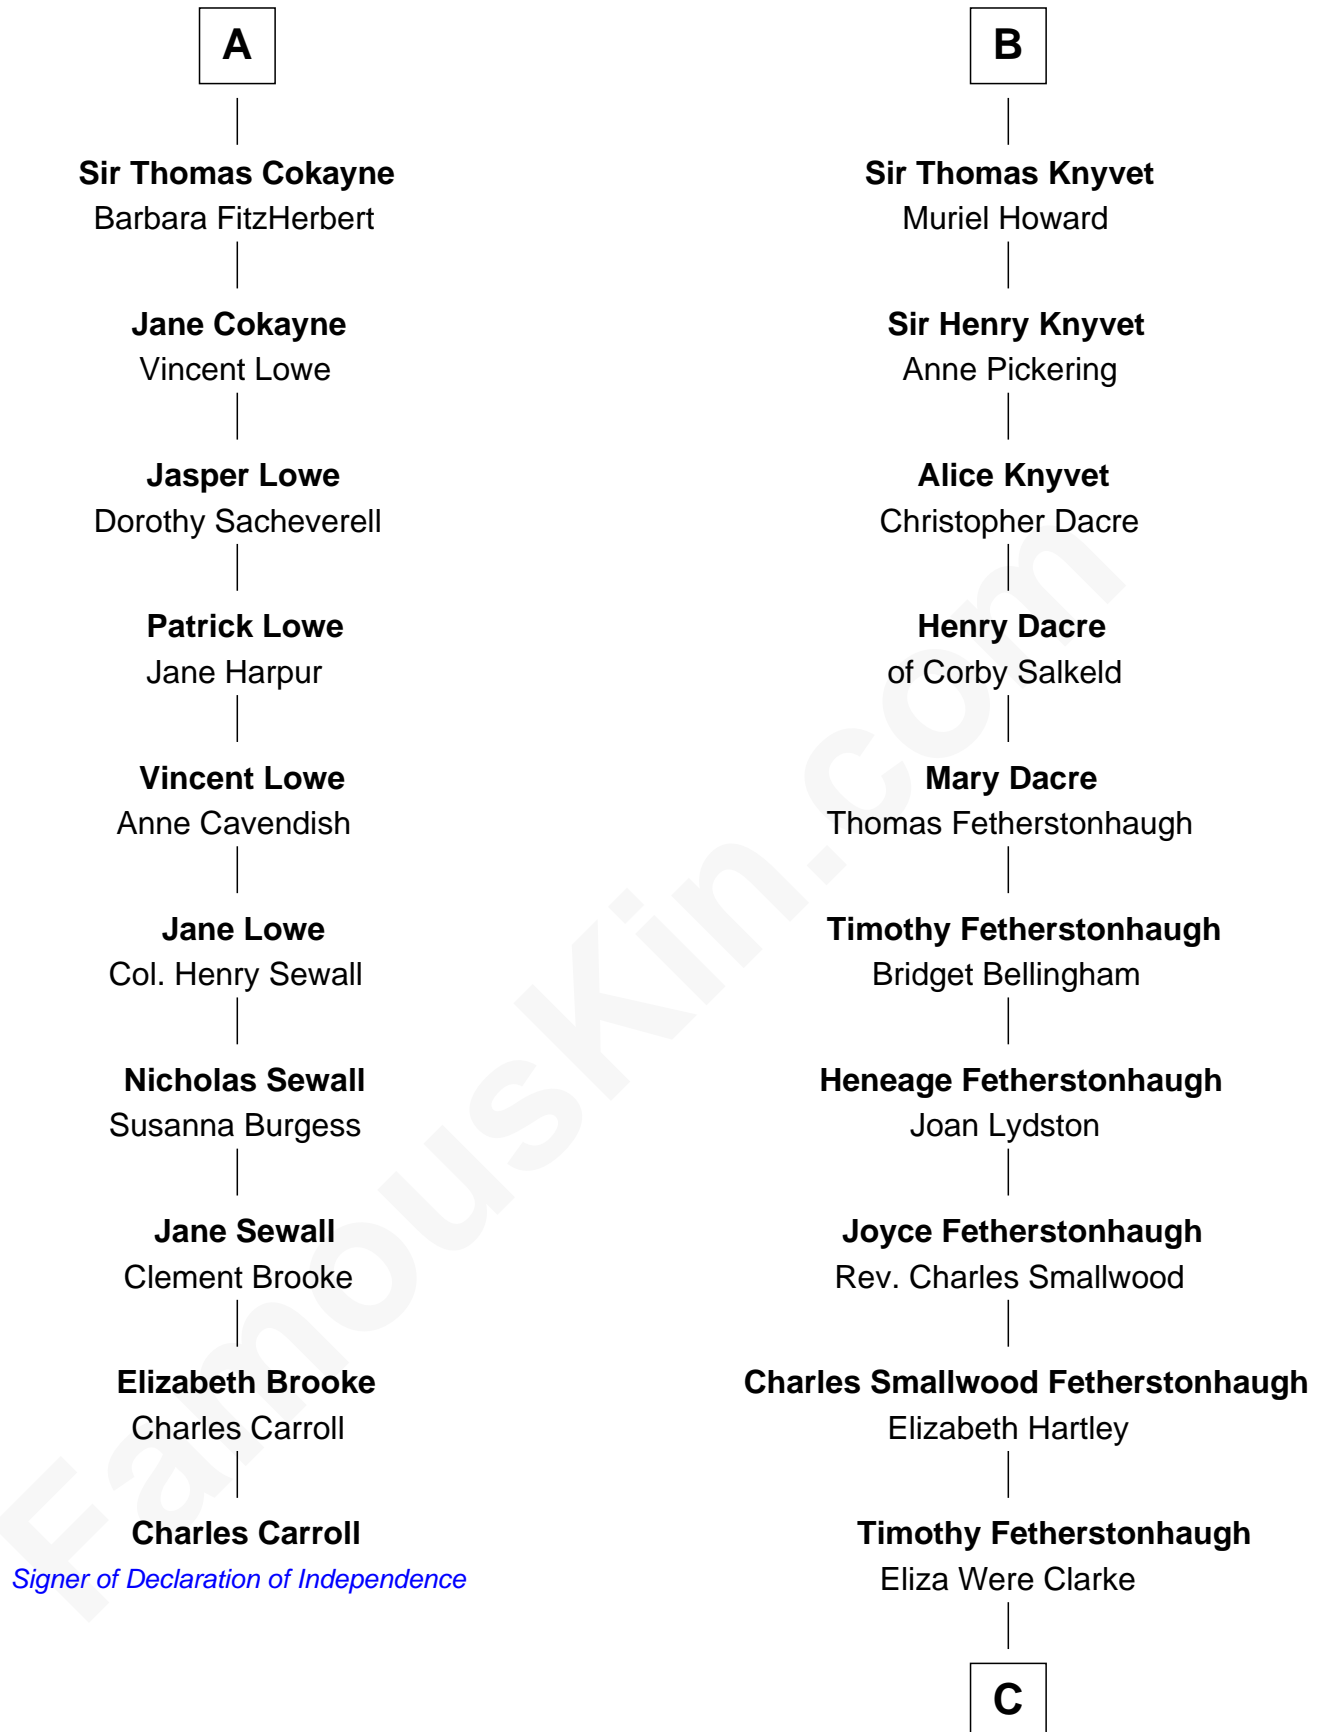 A
Sir Thomas Cokayne
Barbara FitzHerbert
Jane Cokayne
Vincent Lowe
Jasper Lowe
Dorothy Sacheverell
Patrick Lowe
Jane Harpur
Vincent Lowe
Anne Cavendish
Jane Lowe
Col. Henry Sewall
Nicholas Sewall
Susanna Burgess
Jane Sewall
Clement Brooke
Elizabeth Brooke
Charles Carroll
Charles Carroll
Signer of Declaration of Independence
B
Sir Thomas Knyvet
Muriel Howard
Sir Henry Knyvet
Anne Pickering
Alice Knyvet
Christopher Dacre
Henry Dacre
of Corby Salkeld
Mary Dacre
Thomas Fetherstonhaugh
Timothy Fetherstonhaugh
Bridget Bellingham
Heneage Fetherstonhaugh
Joan Lydston
Joyce Fetherstonhaugh
Rev. Charles Smallwood
Charles Smallwood Fetherstonhaugh
Elizabeth Hartley
Timothy Fetherstonhaugh
Eliza Were Clarke
C
FamousKin.com